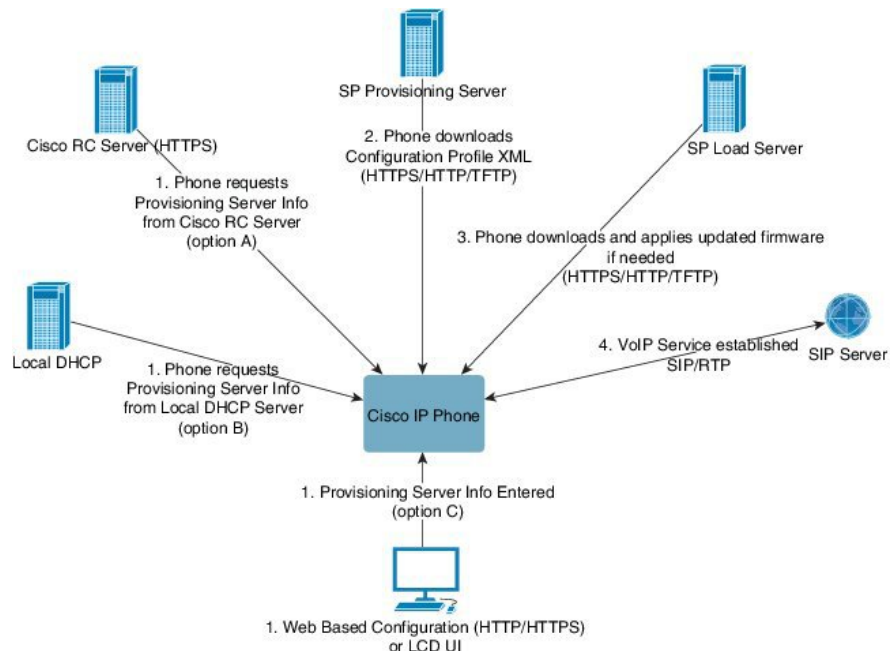 SP Provisioning Server
Cisco RC Server (HTTPS)
SP Load Server
2. Phone downloads
Configuration Profile XML
(HTTPS/HTTP/TFTP)
1. Phone requests
Provisioning Server Info
from Cisco RC Server
(option A)
3. Phone downloads and applies updated firmware
if needed
(HTTPS/HTTP/TFTP)
Local DHCP
1. Phone requests
Provisioning Server Info
from Local DHCP Server
(option B)
4. VoIP Service established
SIP/RTP
SIP Server
Cisco IP Phone
1. Provisioning Server Info Entered
(option C)
1. Web Based Configuration (HTTP/HTTPS)
or LCD UI